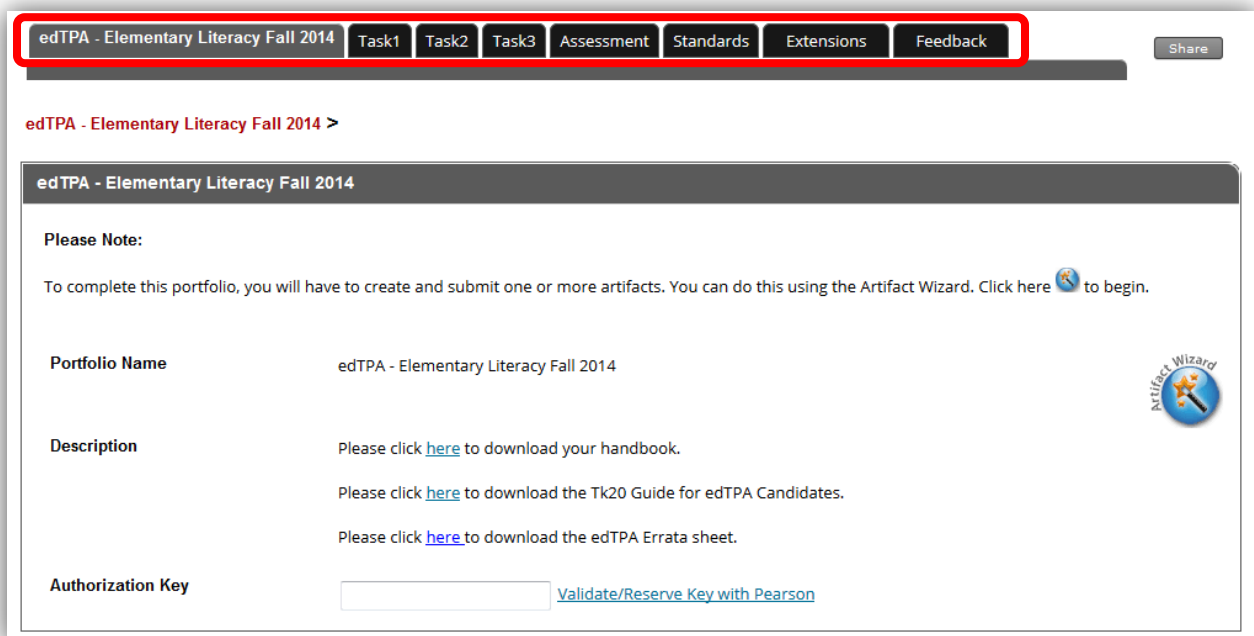 edTPA - Elementary Literacy Fall 2014 Task1 Task2 Task3 Assessment Standards Extensions Feedback
Share
edTPA - Elementary Literacy Fall 2014 >
edTPA - Elementary Literacy Fall 2014
Please Note:
To complete this portfolio, you will have to create and submit one or more artifacts. You can do this using the Artifact Wizard. Click here to begin.
Portfolio Name edTPA - Elementary Literacy Fall 2014
Artifact Wizard
Description Please click here to download your handbook.
Please click here to download the Tk20 Guide for edTPA Candidates.
Please click here to download the edTPA Errata sheet.
Authorization Key Validate/Reserve Key with Pearson